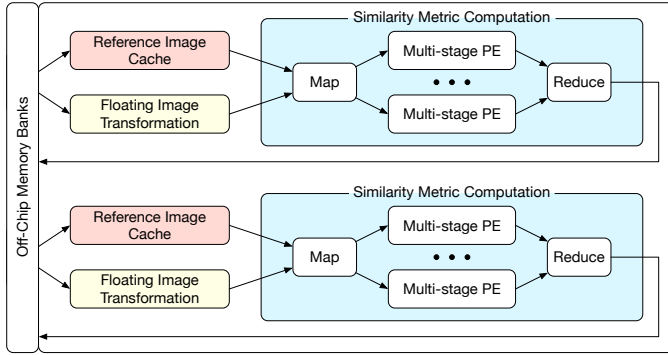 Off-Chip Memory Banks
Similarity Metric Computation
Reference Image
Cache
Floating Image
Transformation
Map
Multi-stage PE
• • •
Multi-stage PE
Reduce
Similarity Metric Computation
Reference Image
Cache
Floating Image
Transformation
Map
Multi-stage PE
• • •
Multi-stage PE
Reduce